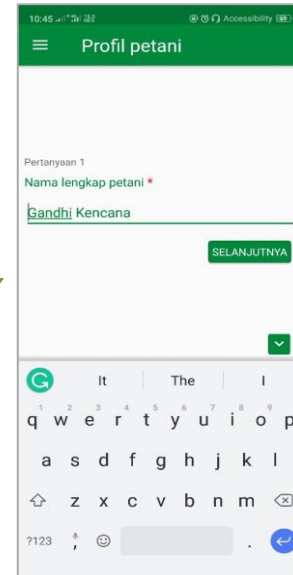 10:45
Accessibility
Profil petani
Pertanyaan 1
Nama lengkap petani *
Gandhi Kencana
SELANJUTNYA
G
It The I
1 2 3 4 5 6 7 8 9
q w e r t y u i o p
a s d f g h j k l
z x c v b n m
?123 , .